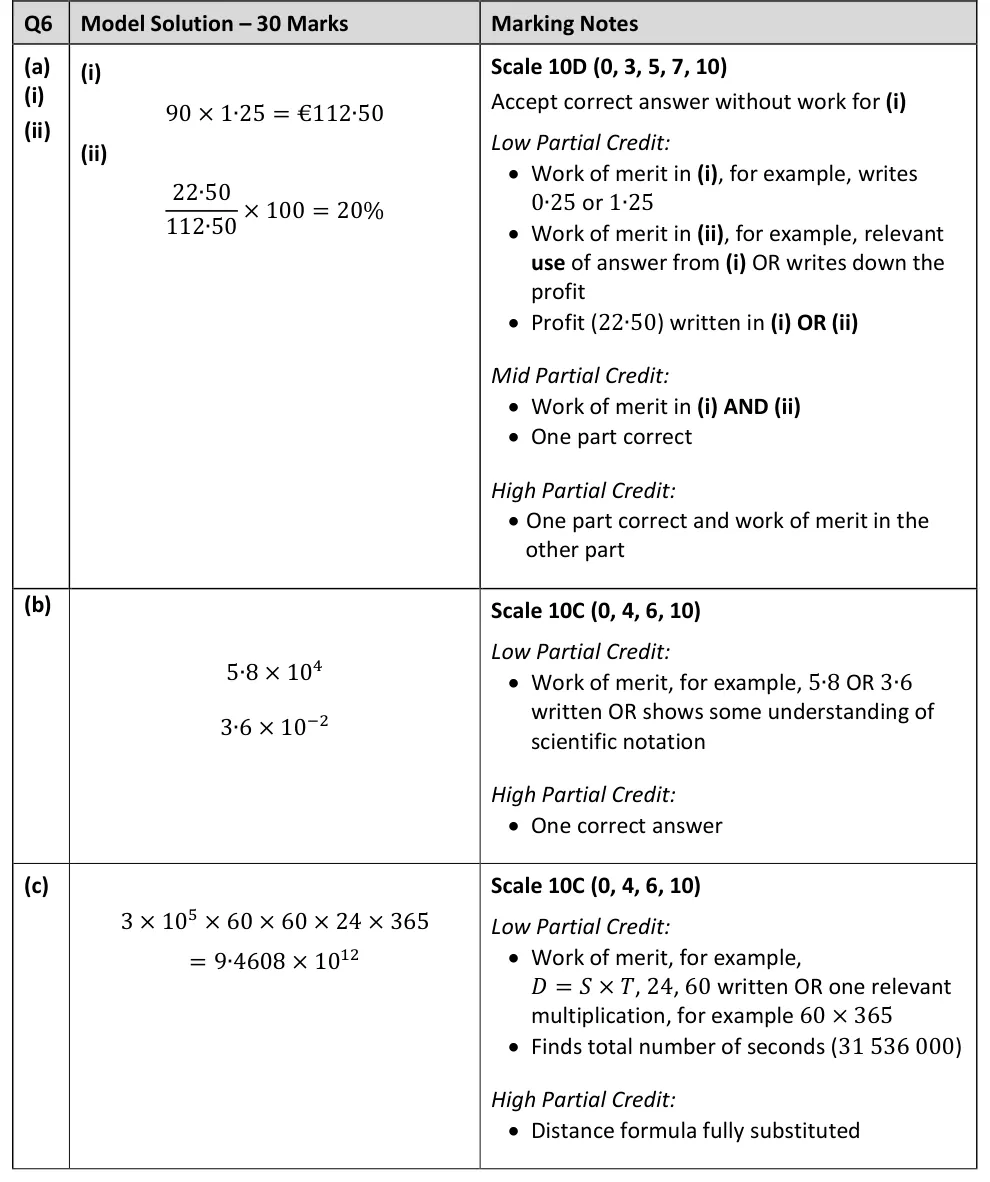 Q6 Model Solution – 30 Marks Marking Notes
(a)
(i)
(ii)
(i)
90 × 1·25 = €112·50
(ii)
22·50
112·50
× 100 = 20%
Scale 10D (0, 3, 5, 7, 10)
Accept correct answer without work for (i)
Low Partial Credit:
• Work of merit in (i), for example, writes
0·25 or 1·25
• Work of merit in (ii), for example, relevant
use of answer from (i) OR writes down the
profit
• Profit (22·50) written in (i) OR (ii)
Mid Partial Credit:
• Work of merit in (i) AND (ii)
• One part correct
High Partial Credit:
• One part correct and work of merit in the
other part
(b)
5·8 × 10⁴
3·6 × 10⁻²
Scale 10C (0, 4, 6, 10)
Low Partial Credit:
• Work of merit, for example, 5·8 OR 3·6
written OR shows some understanding of
scientific notation
High Partial Credit:
• One correct answer
(c)
3 × 10⁵ × 60 × 60 × 24 × 365
= 9·4608 × 10¹²
Scale 10C (0, 4, 6, 10)
Low Partial Credit:
• Work of merit, for example,
D = S × T, 24, 60 written OR one relevant
multiplication, for example 60 × 365
• Finds total number of seconds (31 536 000)
High Partial Credit:
• Distance formula fully substituted